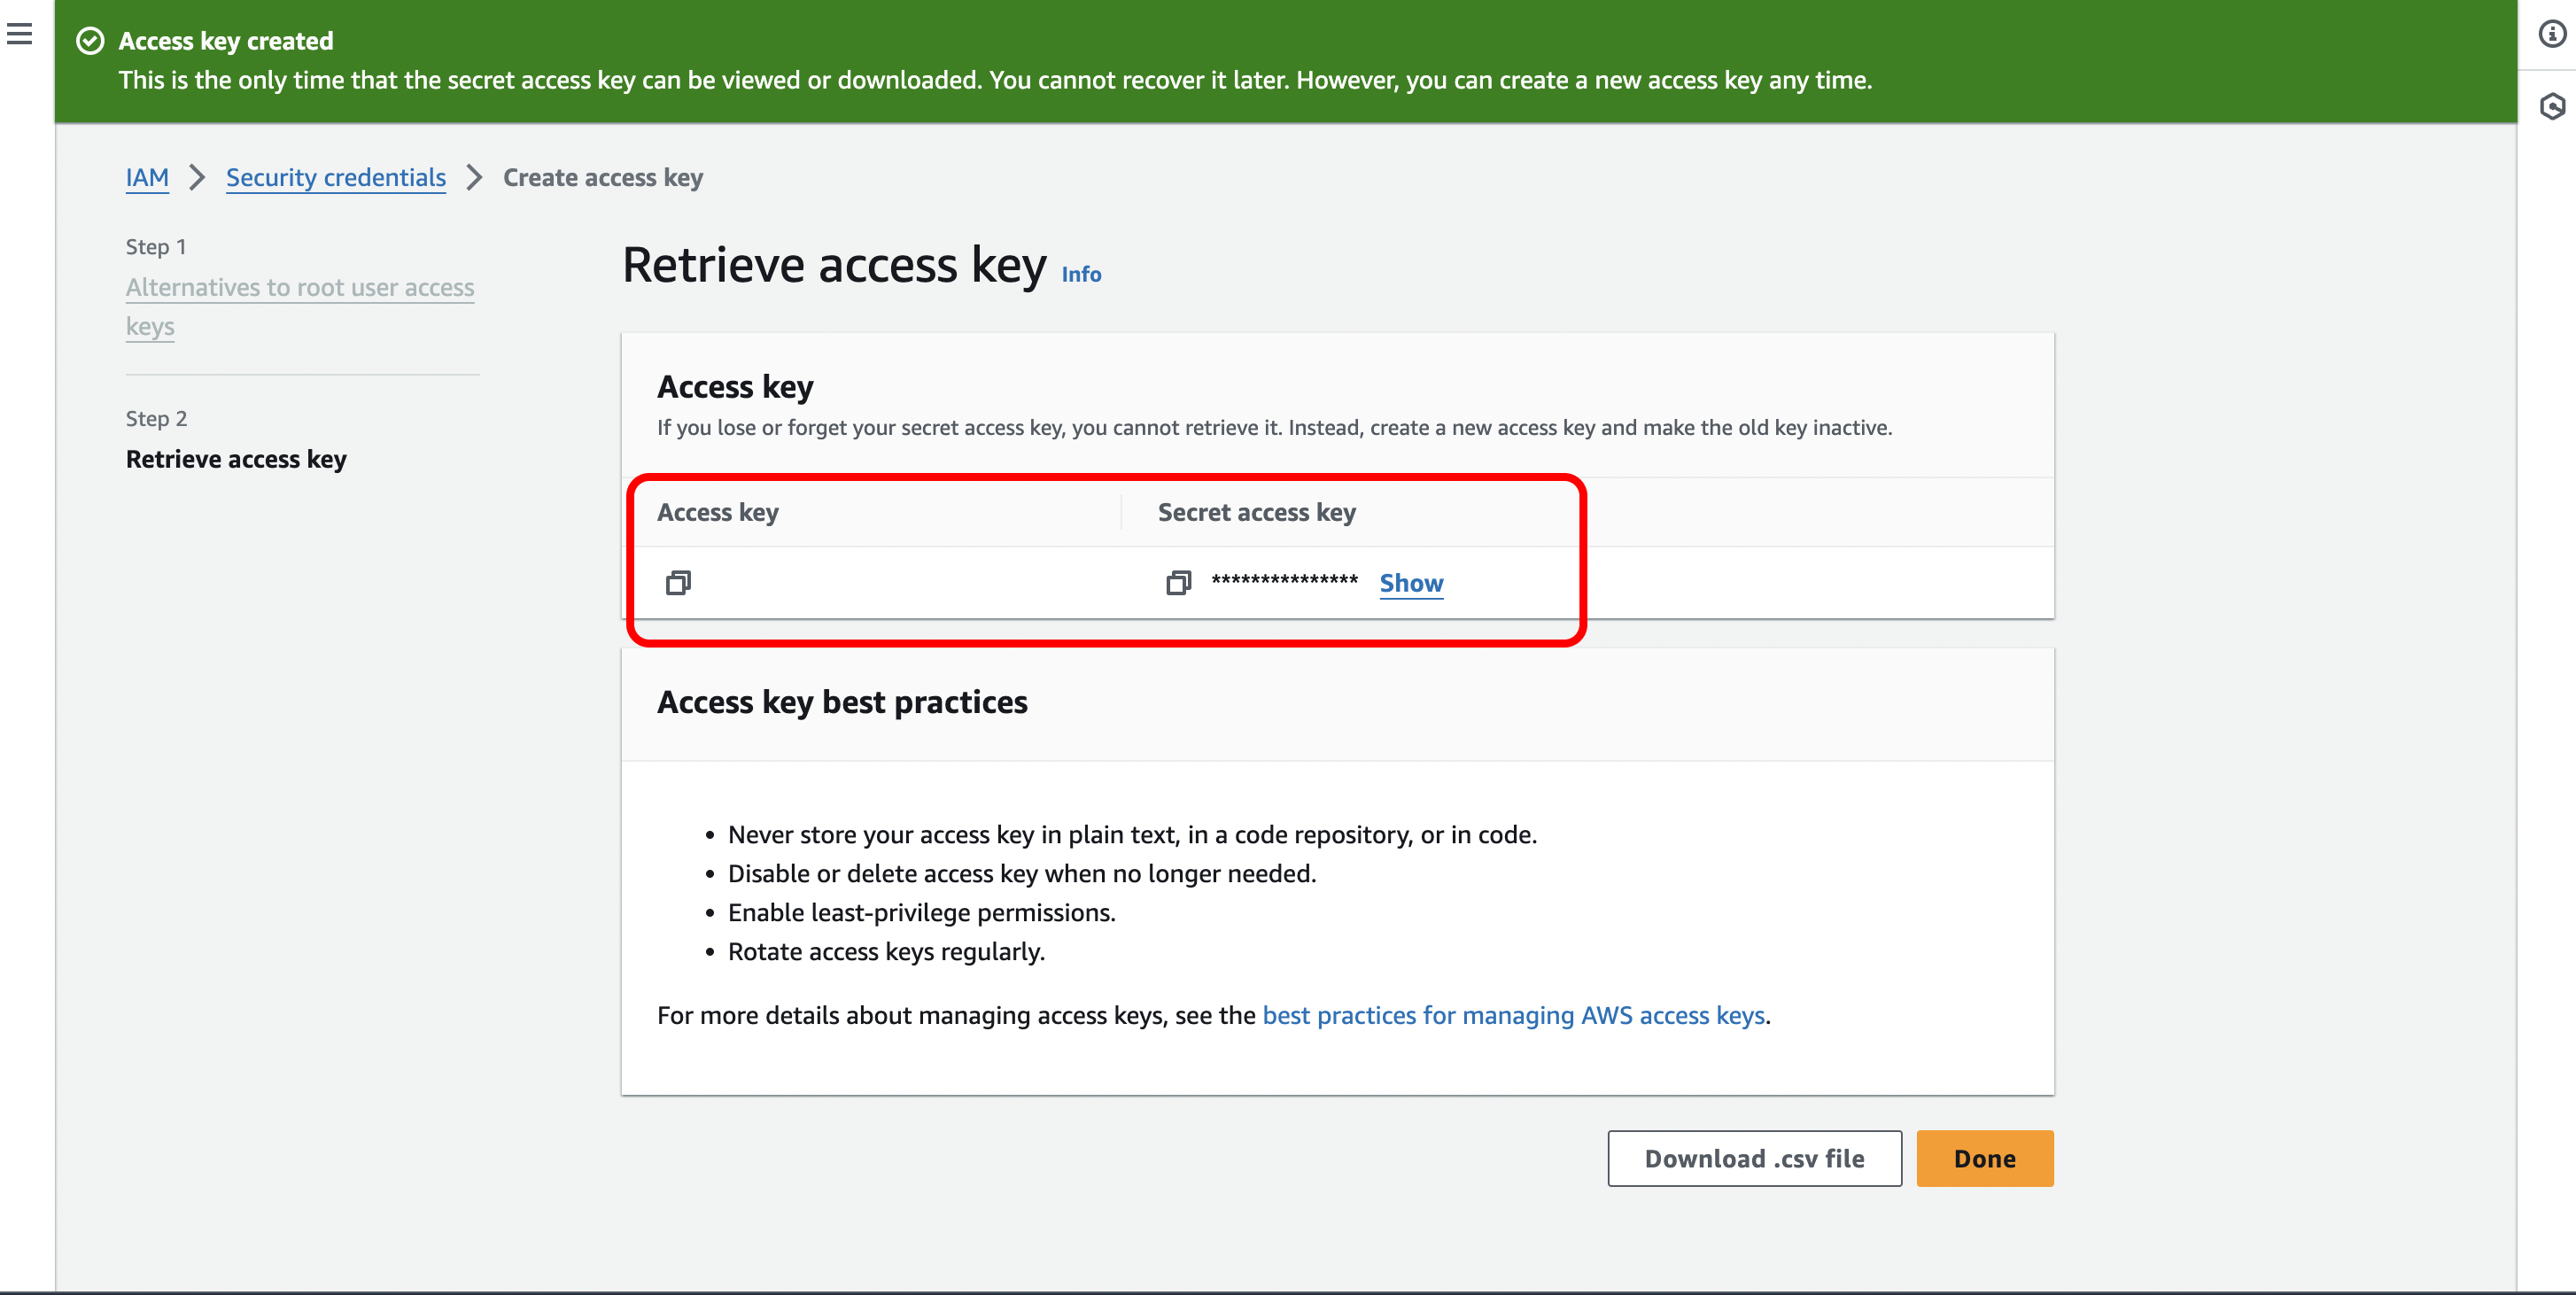 Access key created
This is the only time that the secret access key can be viewed or downloaded. You cannot recover it later. However, you can create a new access key any time.
IAM > Security credentials > Create access key
Step 1
Alternatives to root user access
keys
Step 2
Retrieve access key
Retrieve access key Info
Access key
If you lose or forget your secret access key, you cannot retrieve it. Instead, create a new access key and make the old key inactive.
Access key Secret access key
*************** Show
Access key best practices
• Never store your access key in plain text, in a code repository, or in code.
• Disable or delete access key when no longer needed.
• Enable least-privilege permissions.
• Rotate access keys regularly.
For more details about managing access keys, see the best practices for managing AWS access keys.
Download .csv file Done